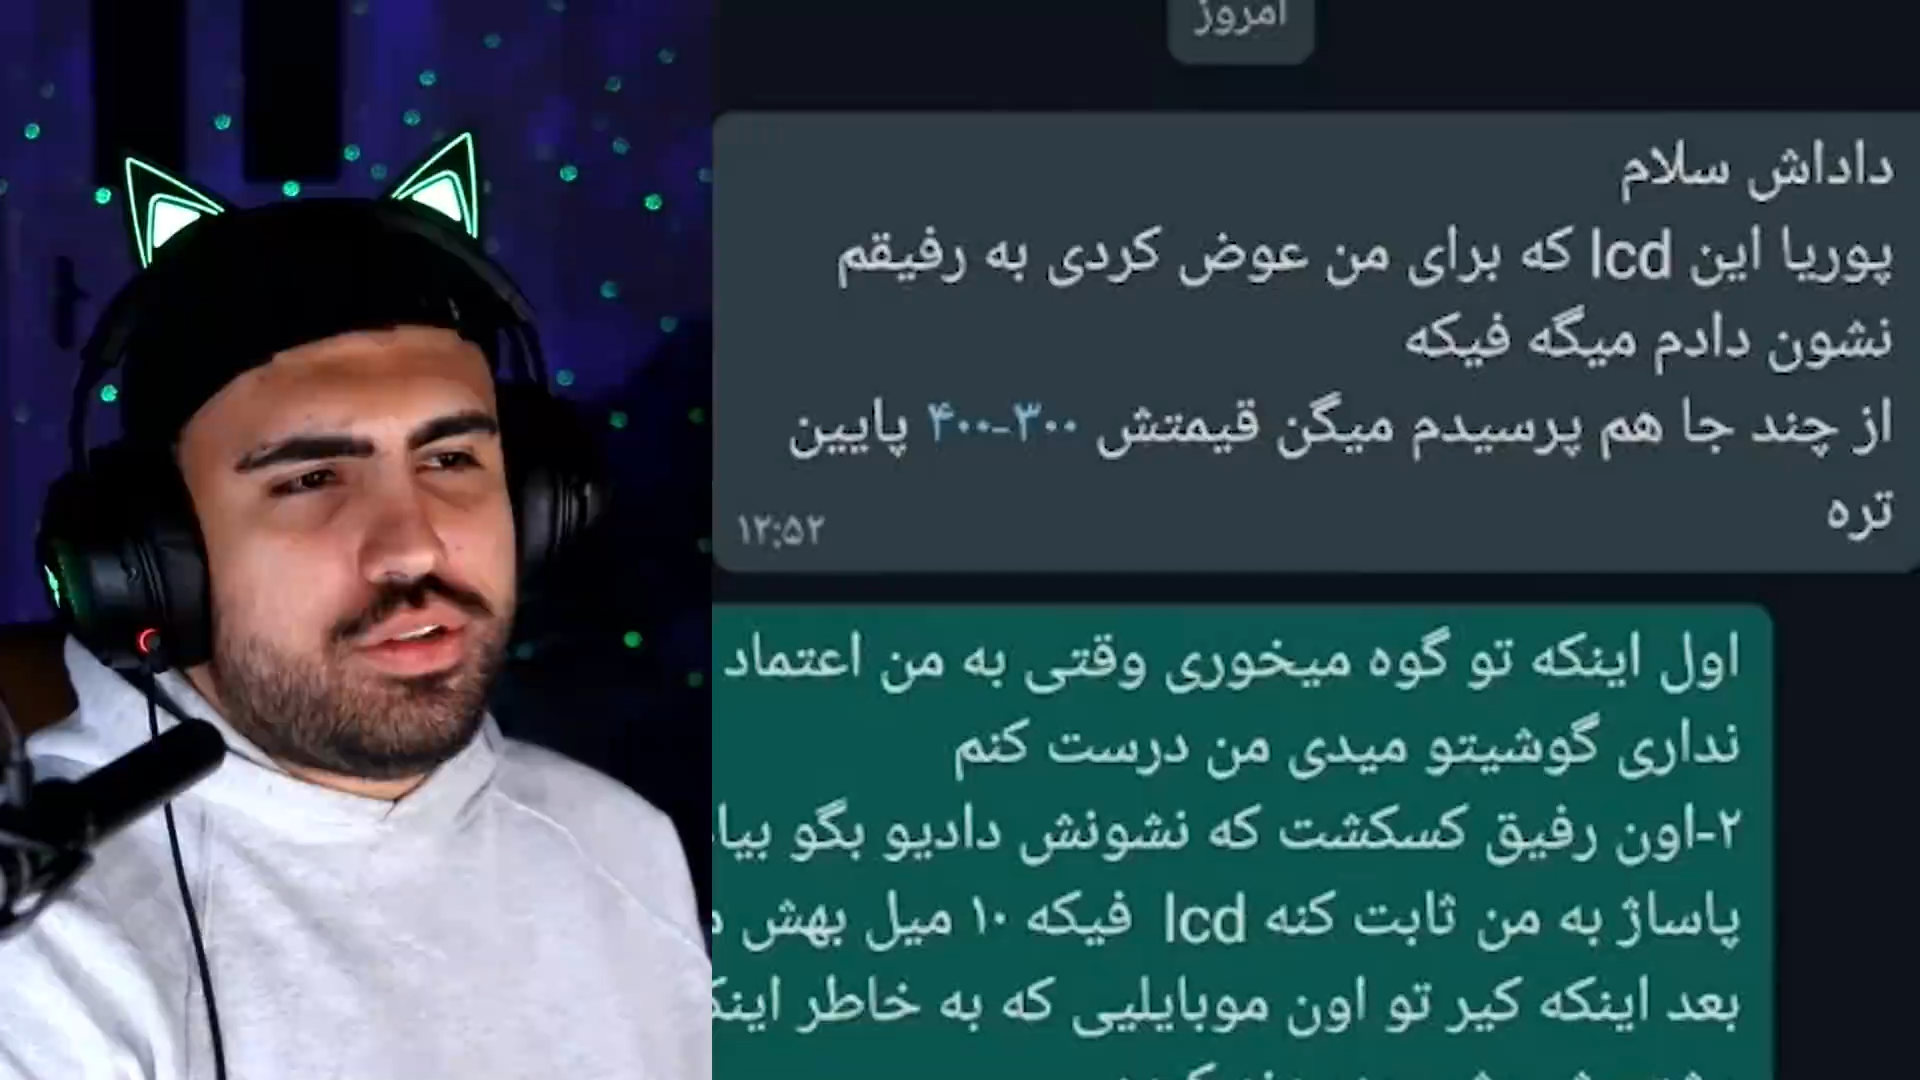 امروز
داداش سلام
پوریا این lcd که برای من عوض کردی به رفیقم
نشون دادم میگه فیکه
از چند جا هم پرسیدم میگن قیمتش ۳۰۰-۴۰۰ پایین
تره
۱۲:۵۲
اول اینکه تو گوه میخوری وقتی به من اعتماد
نداری گوشیتو میدی من درست کنم
۲-اون رفیق کسکشت که نشونش دادیو بگو
پاساژ به من ثابت کنه lcd فیکه ۱۰ میل بهش
بعد اینکه کیر تو اون موبایلیی که به خاطر